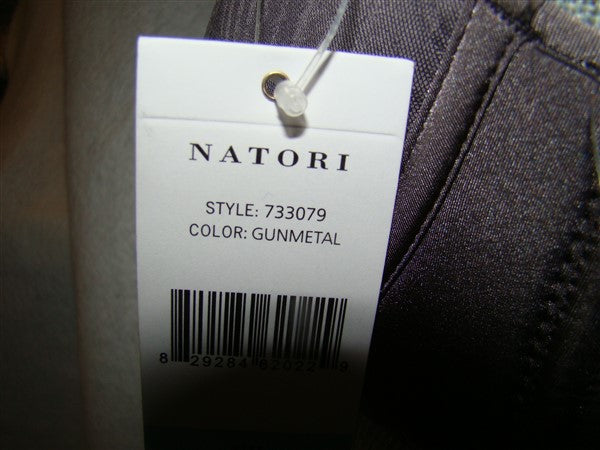 NATORI
STYLE: 733079
COLOR: GUNMETAL
8 29284 62022 9